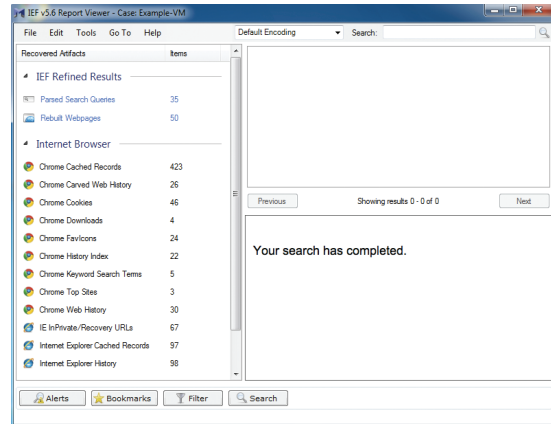 IEF v5.6 Report Viewer - Case: Example-VM
File Edit Tools Go To Help Default Encoding Search:
Recovered Artifacts Items
IEF Refined Results
Parsed Search Queries 35
Rebuilt Webpages 50
Internet Browser
Chrome Cached Records 423
Chrome Carved Web History 26
Chrome Cookies 46
Chrome Downloads 4
Chrome FavIcons 24
Chrome History Index 22
Chrome Keyword Search Terms 5
Chrome Top Sites 3
Chrome Web History 30
IE InPrivate/Recovery URLs 67
Internet Explorer Cached Records 97
Internet Explorer History 98
Previous Showing results 0 - 0 of 0 Next
Your search has completed.
Alerts Bookmarks Filter Search